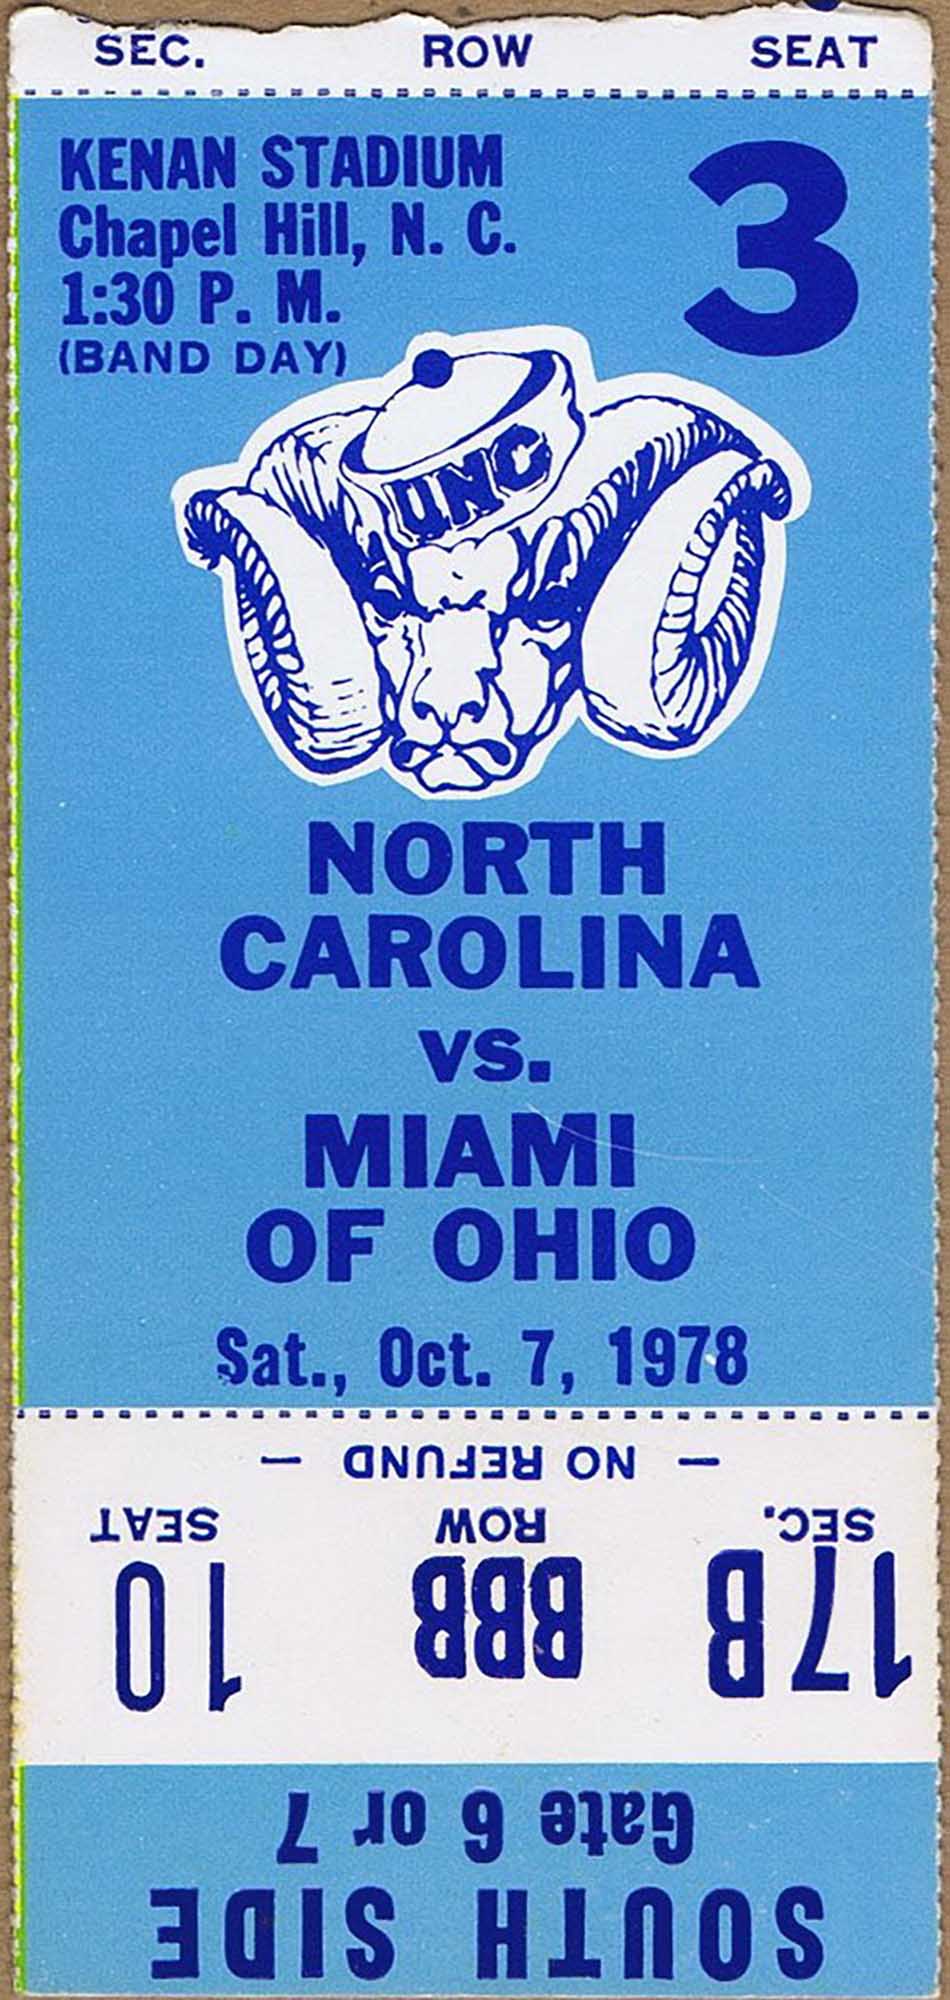 SEC. ROW SEAT
KENAN STADIUM
Chapel Hill, N. C.
1:30 P. M.
(BAND DAY)
3
UNC
NORTH
CAROLINA
VS.
MIAMI
OF OHIO
Sat., Oct. 7, 1978
SOUTH SIDE
Gate 6 or 7
17B BBB 10
SEC. ROW SEAT
— NO REFUND —